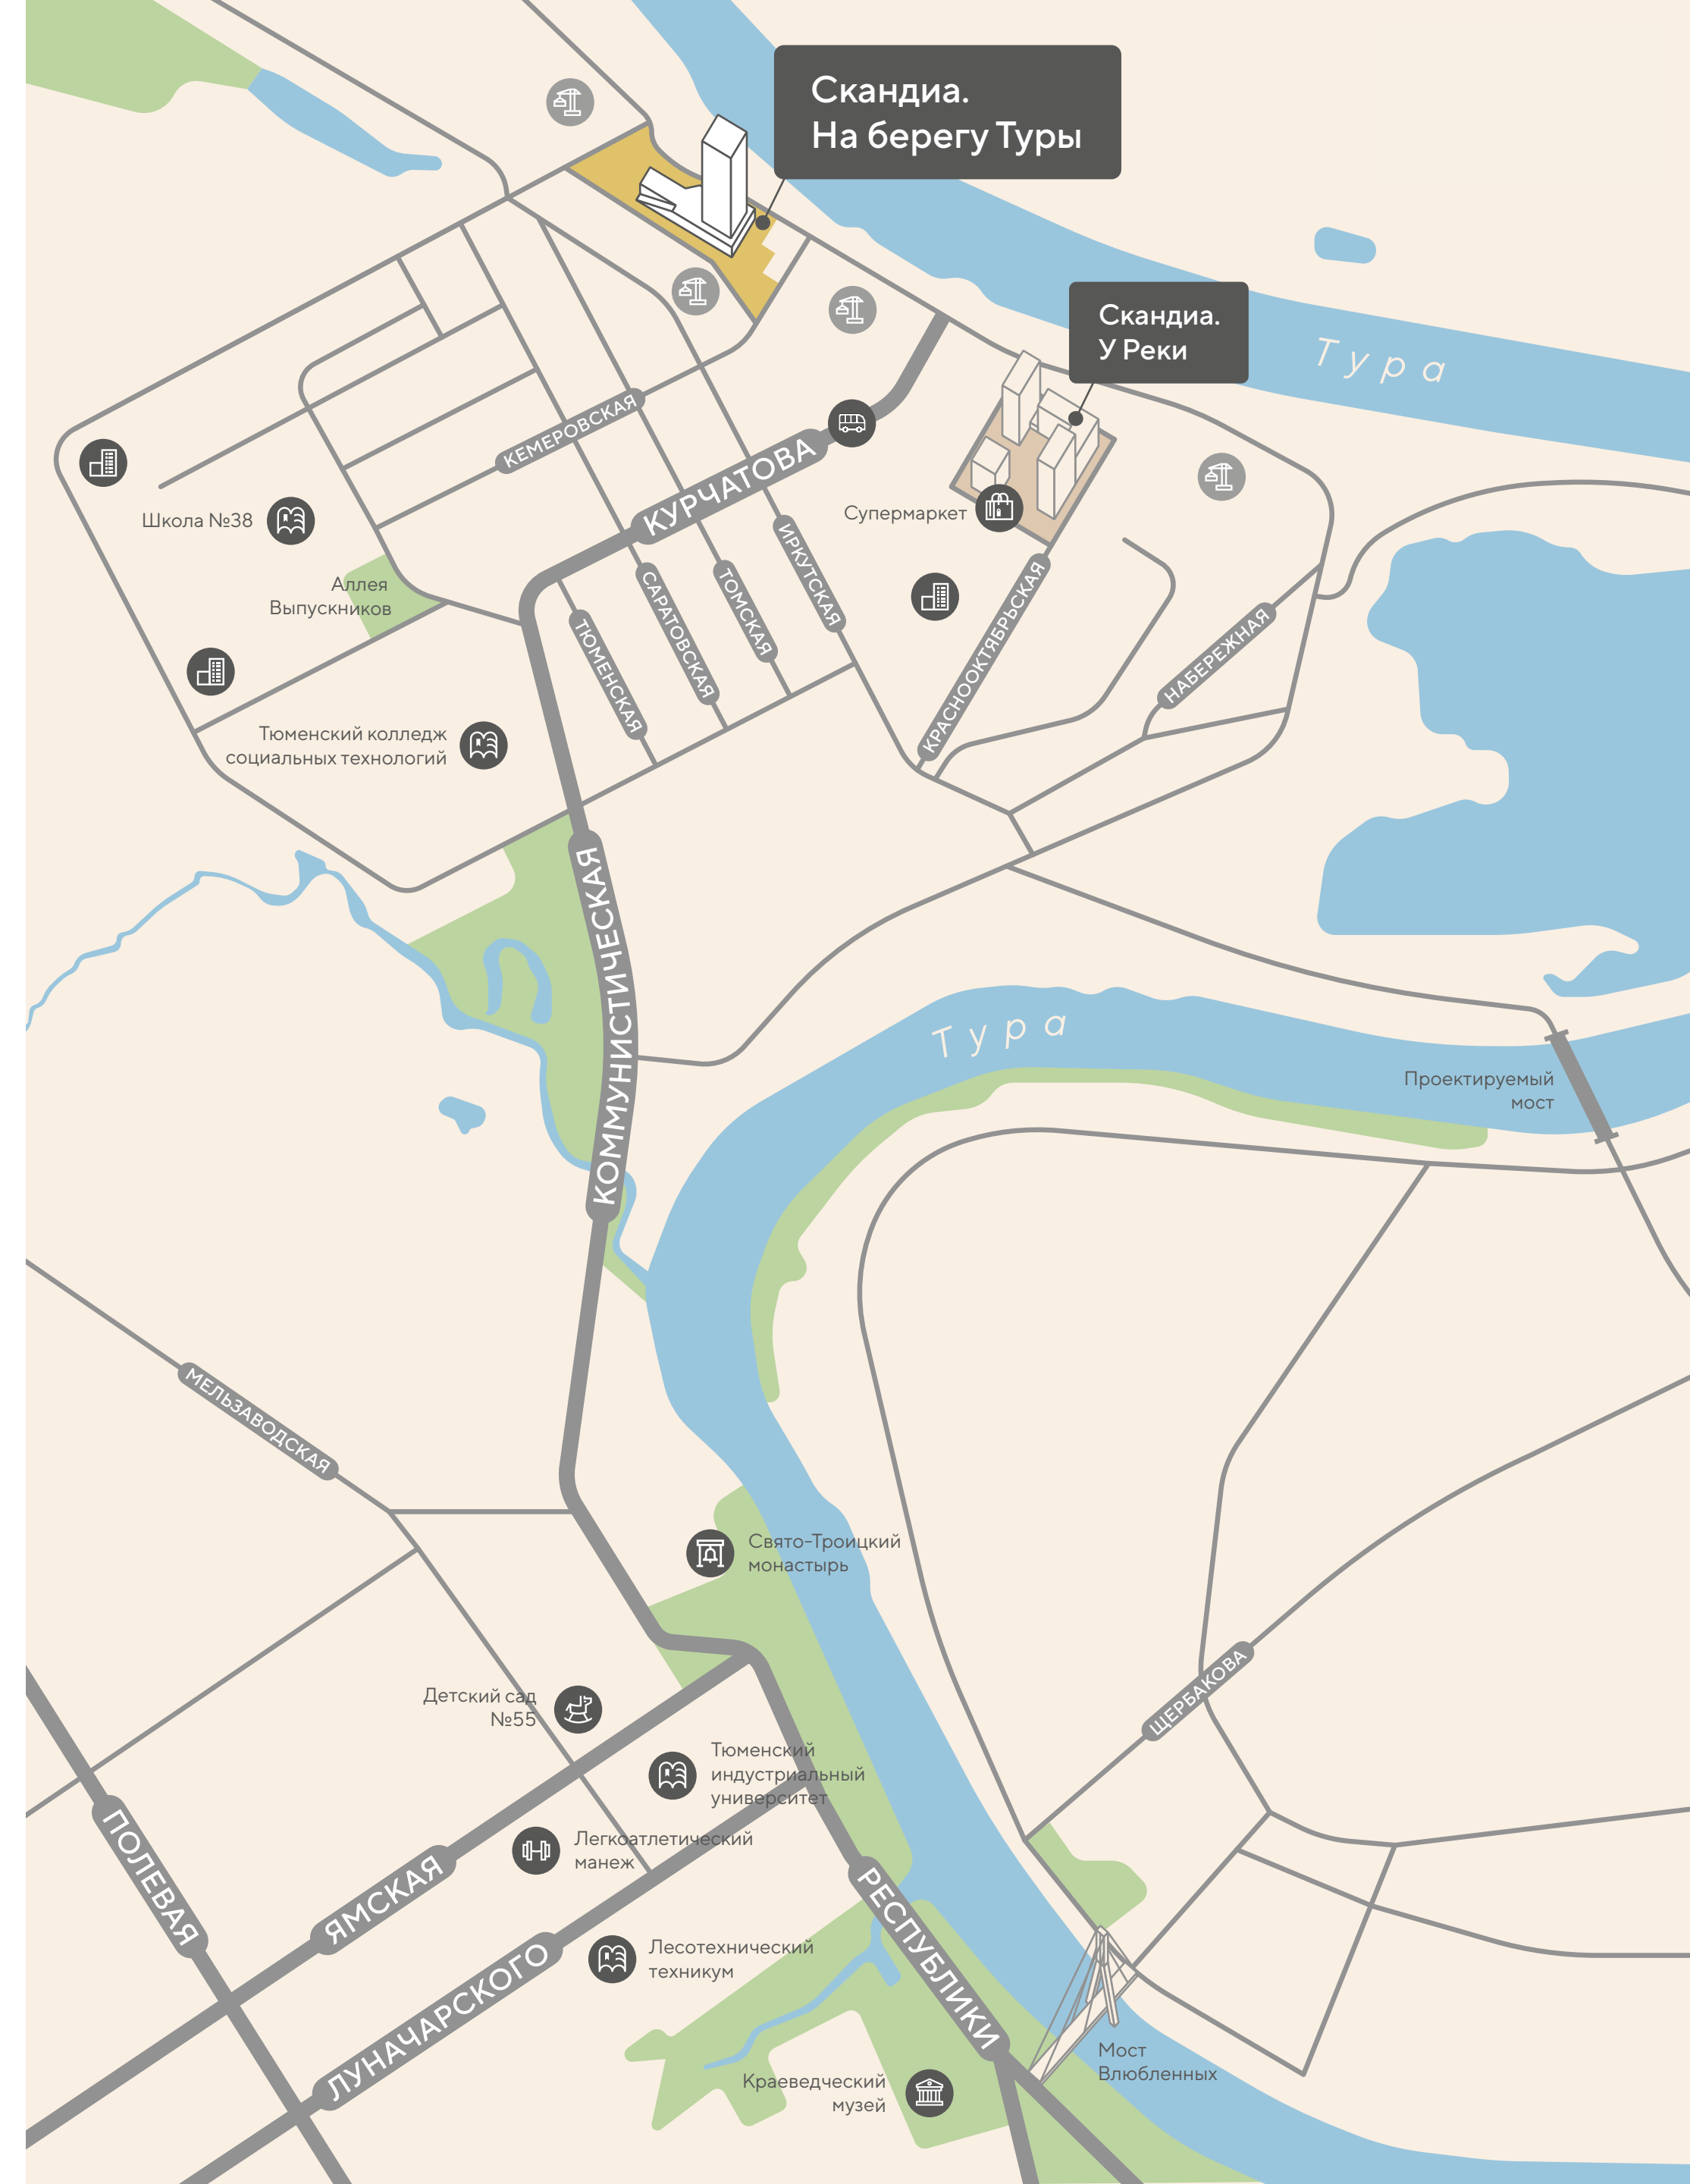 Скандиа.
На берегу Туры
Скандиа.
У Реки
Тура
КЕМЕРОВСКАЯ
КУРЧАТОВА
Школа №38
Супермаркет
Аллея
Выпускников
ИРКУТСКАЯ
ТОМСКАЯ
САРАТОВСКАЯ
ТЮМЕНСКАЯ
КРАСНООКТЯБРЬСКАЯ
НАБЕРЕЖНАЯ
Тюменский колледж
социальных технологий
КОММУНИСТИЧЕСКАЯ
Тура
Проектируемый
мост
МЕЛЬЗАВОДСКАЯ
Свято-Троицкий
монастырь
ЩЕРБАКОВА
Детский сад
№55
Тюменский
индустриальный
университет
ПОЛЕВАЯ
Легкоатлетический
манеж
ЯМСКАЯ
РЕСПУБЛИКИ
Лесотехнический
техникум
ЛУНАЧАРСКОГО
Мост
Влюбленных
Краеведческий
музей